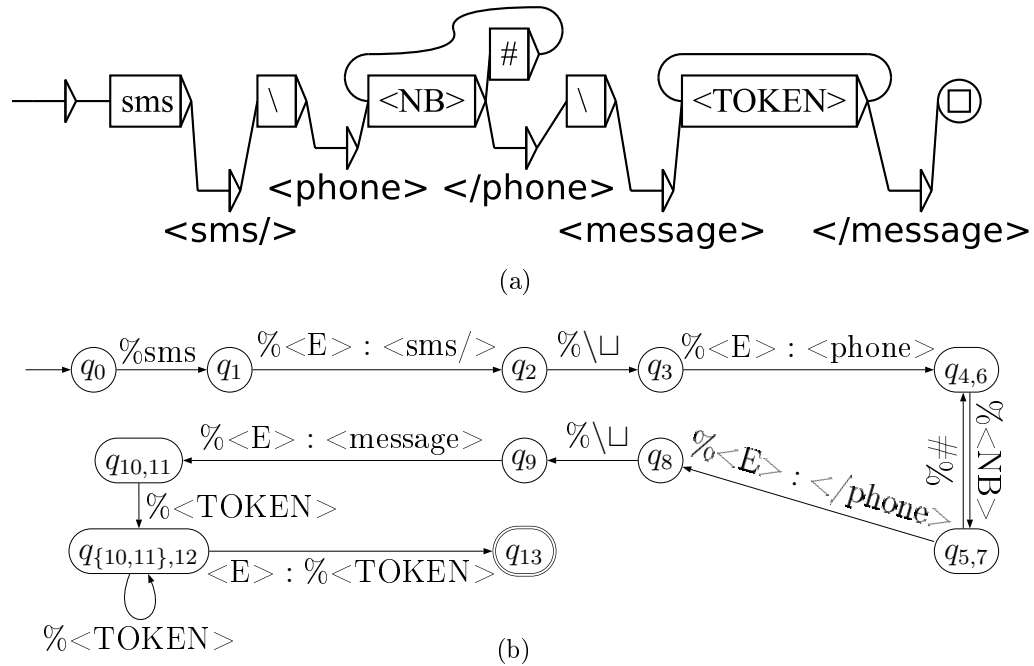 #
sms \ <NB> \ <TOKEN>
<phone> </phone>
<sms/> <message> </message>
(a)
%sms %<E> : <sms/> %\⊔ %<E> : <phone>
q0 q1 q2 q3 q4,6
%<E> : <message> %\⊔ %<E> : </phone> #% %<NB>
q10,11 q9 q8
%<TOKEN>
q{10,11},12 q13 q5,7
<E> : %<TOKEN>
%<TOKEN>
(b)